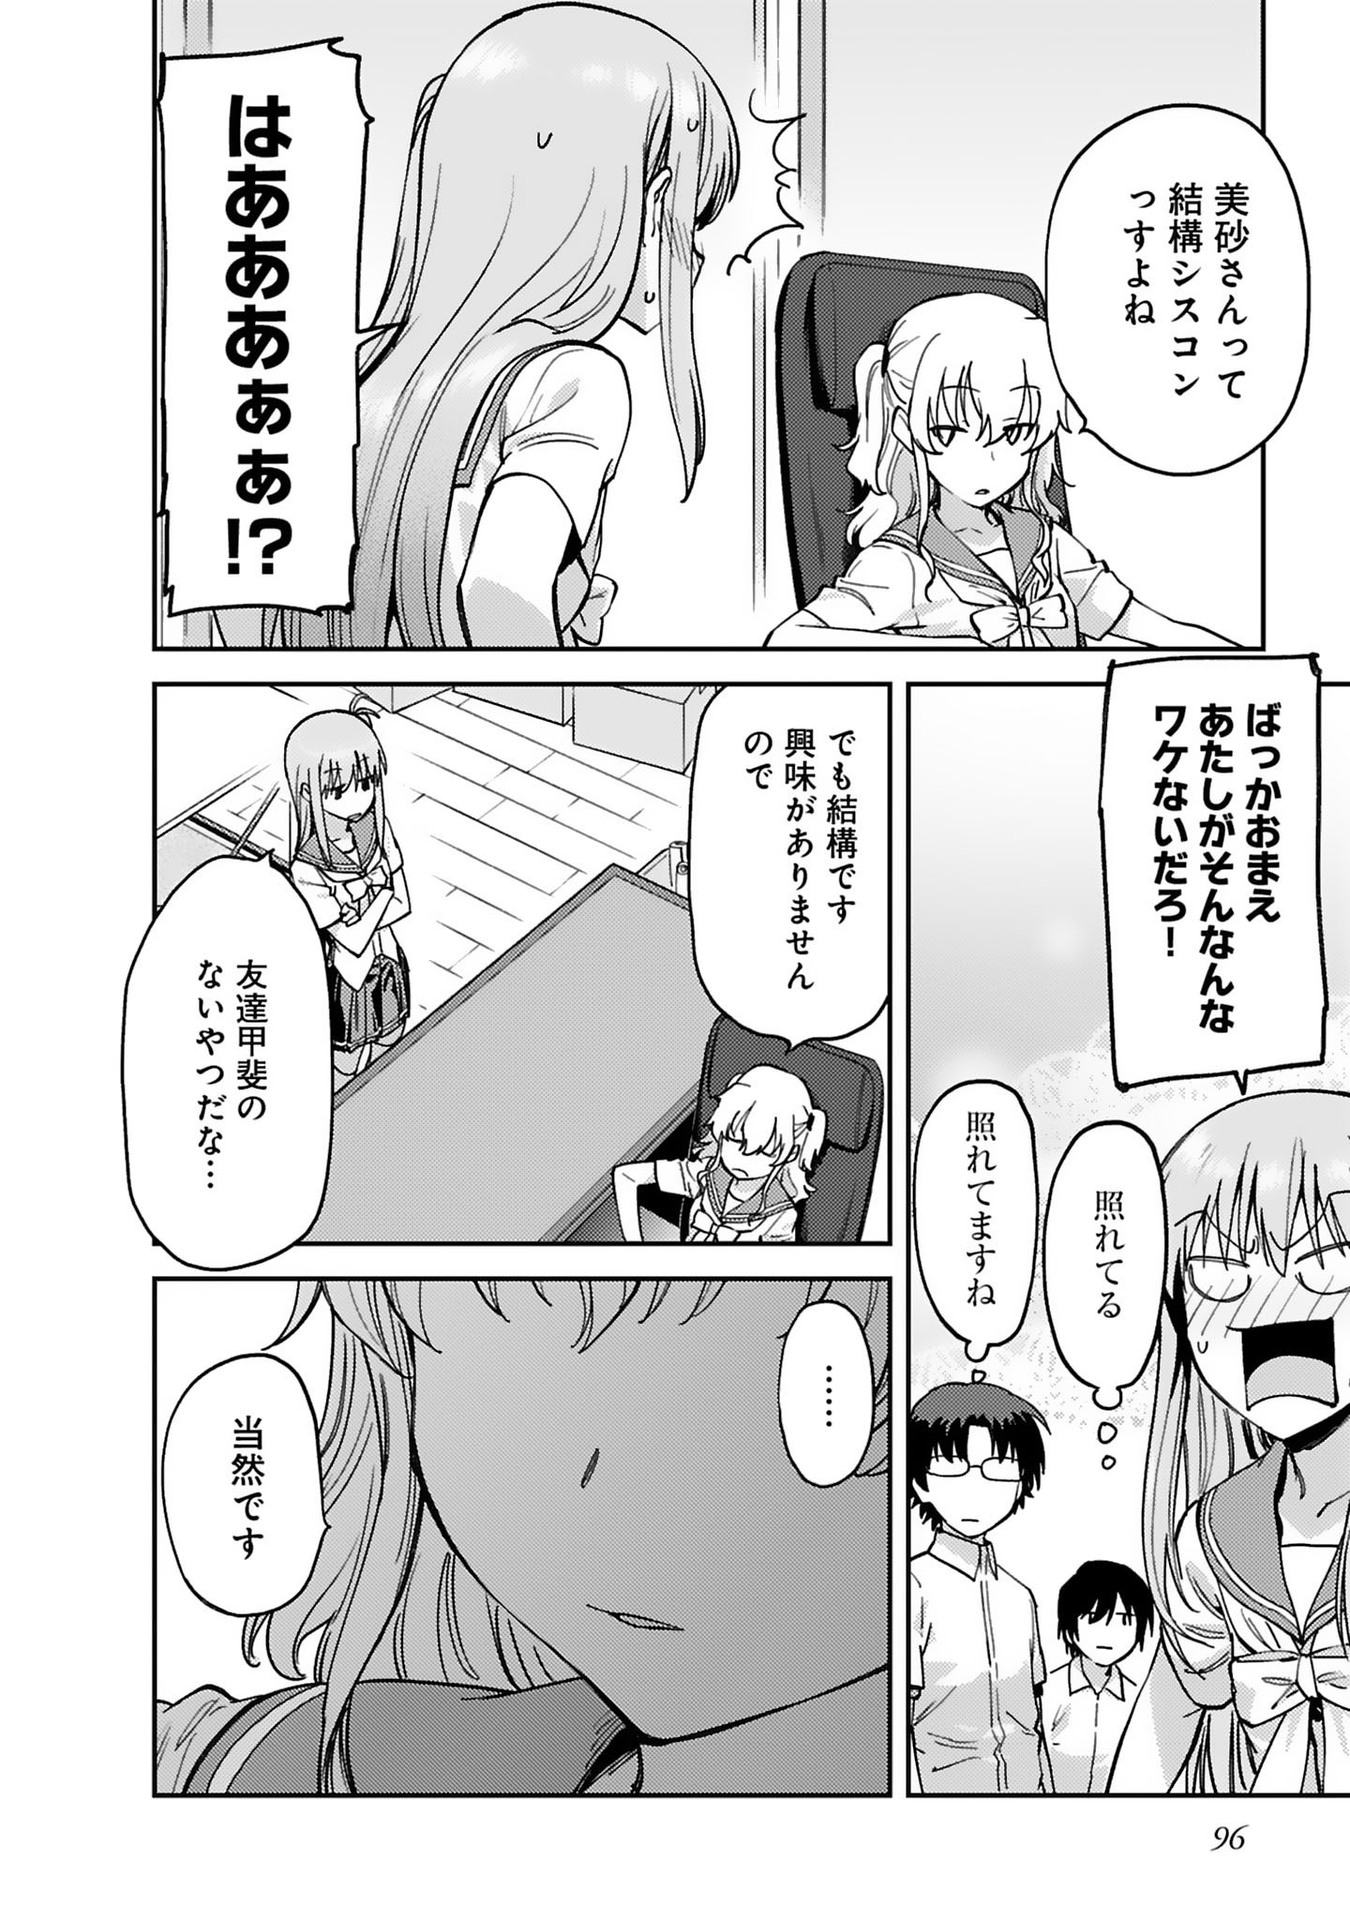 美砂さんって
結構シスコン
っすよね
はああああぁぁ!?
ばっかおまえ
あたしがそんなんな
ワケないだろ！
照れてる
照れてますね
でも結構です
興味がありません
ので
友達甲斐の
ないやつだな…
……
当然です
96